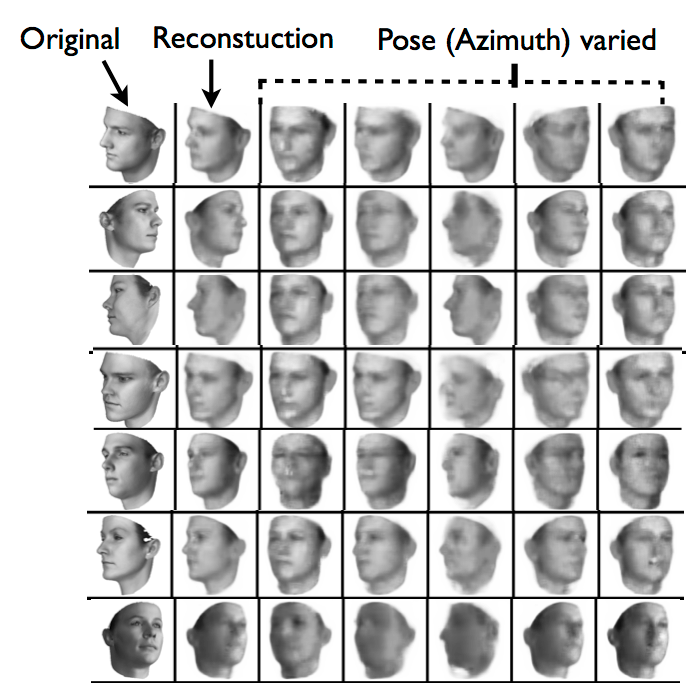 Original
Reconstuction
Pose (Azimuth) varied